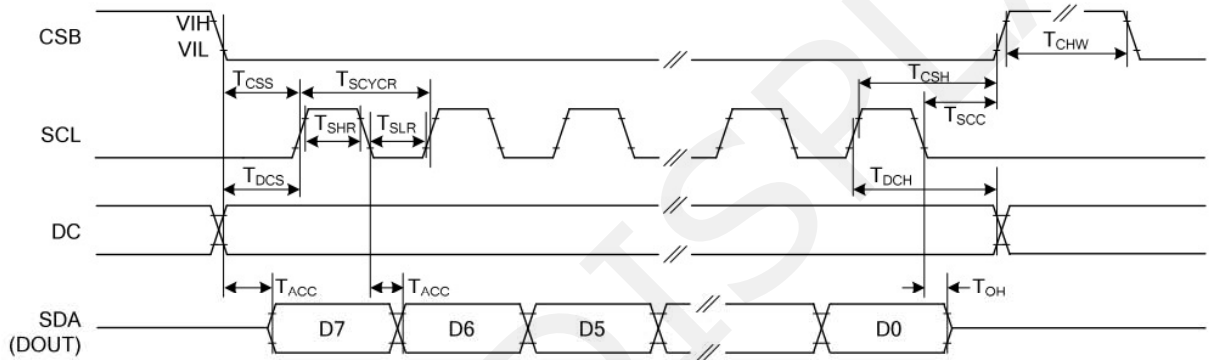 CSB
VIH
VIL
//
TCHW
TCSS
TSCYCR
TCSH
SCL
TSHR
TSLR
TSCC
TDCS
TDCH
DC
TACC
TACC
TOH
SDA
(DOUT)
D7
D6
D5
D0
DISPL